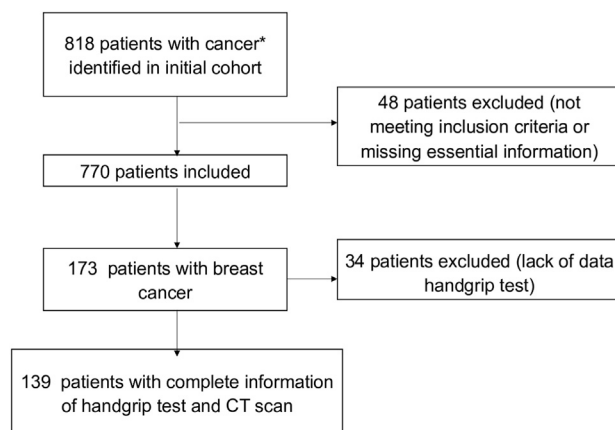 818 patients with cancer*
identified in initial cohort
48 patients excluded (not
meeting inclusion criteria or
missing essential information)
770 patients included
173 patients with breast
cancer
34 patients excluded (lack of data
handgrip test)
139 patients with complete information
of handgrip test and CT scan